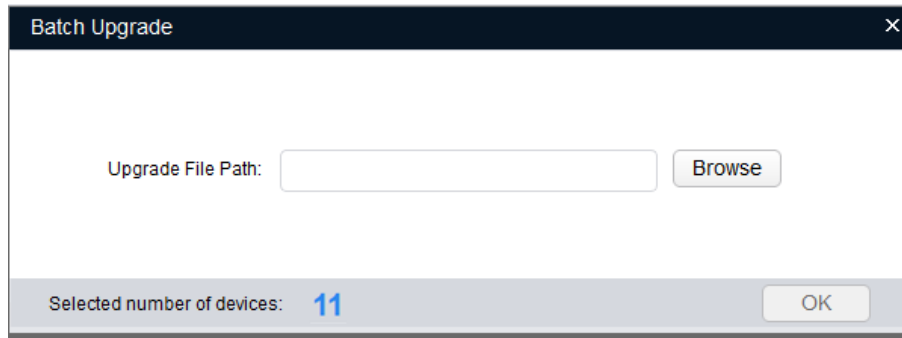 Batch Upgrade
Upgrade File Path:
Browse
Selected number of devices: 11
OK